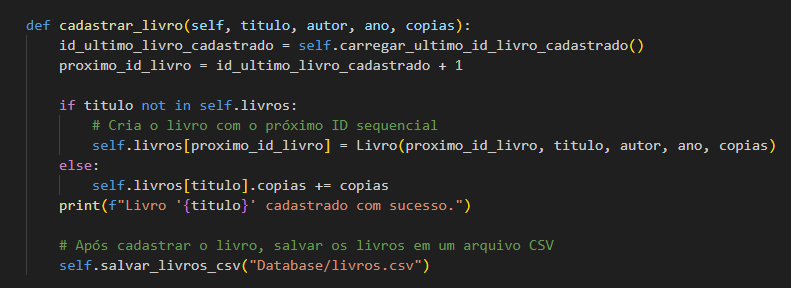 def cadastrar_livro(self, titulo, autor, ano, copias):
    id_ultimo_livro_cadastrado = self.carregar_ultimo_id_livro_cadastrado()
    proximo_id_livro = id_ultimo_livro_cadastrado + 1

    if titulo not in self.livros:
        # Cria o livro com o próximo ID sequencial
        self.livros[proximo_id_livro] = Livro(proximo_id_livro, titulo, autor, ano, copias)
    else:
        self.livros[titulo].copias += copias
    print(f"Livro '{titulo}' cadastrado com sucesso.")

    # Após cadastrar o livro, salvar os livros em um arquivo CSV
    self.salvar_livros_csv("Database/livros.csv")